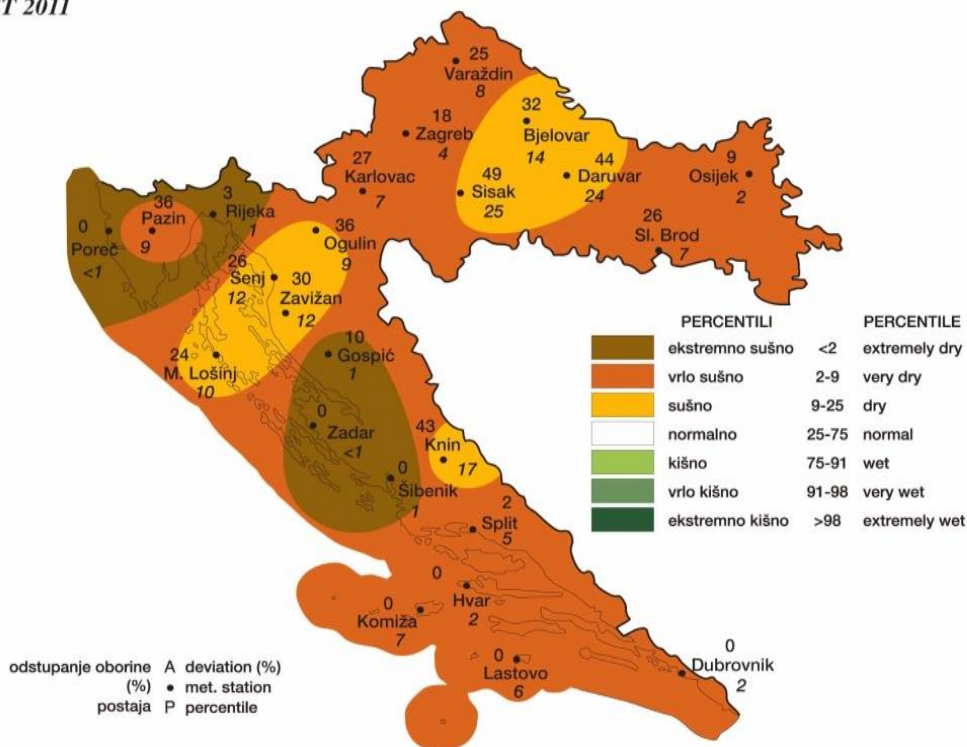 T 2011
25
Varaždin
8
18
Zagreb
4
32
Bjelovar
14
27
Karlovac
7
49
Sisak
25
44
Daruvar
24
9
Osijek
2
26
Sl. Brod
7
36
Pazin
9
3
Rijeka
1
0
Poreč
<1
36
Ogulin
9
26
Senj
12
30
Zavižan
12
24
M. Lošinj
10
10
Gospić
1
0
Zadar
<1
43
Knin
17
0
Šibenik
1
2
Split
5
0
Hvar
2
0
Komiža
7
0
Lastovo
6
0
Dubrovnik
2
PERCENTILI PERCENTILE
ekstremno sušno <2 extremely dry
vrlo sušno 2-9 very dry
sušno 9-25 dry
normalno 25-75 normal
kišno 75-91 wet
vrlo kišno 91-98 very wet
ekstremno kišno >98 extremely wet
odstupanje oborine A deviation (%)
(%) • met. station
postaja P percentile